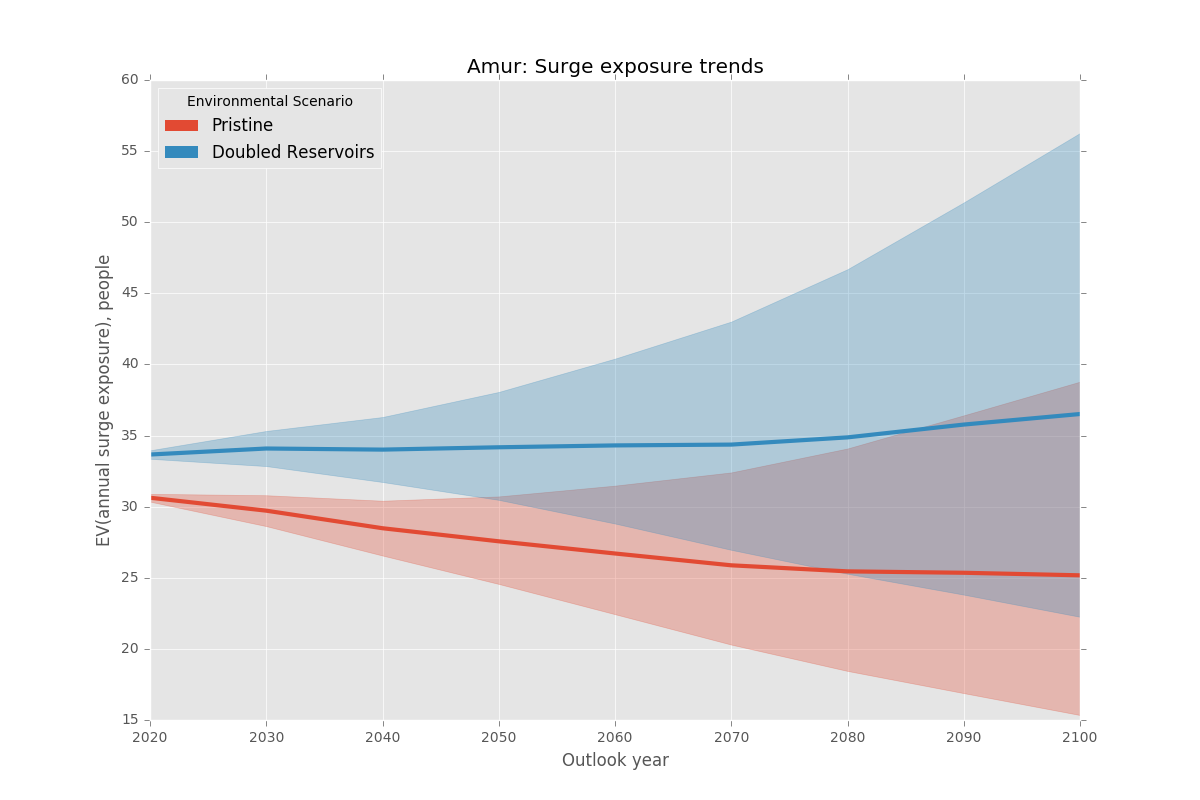 Amur: Surge exposure trends
Environmental Scenario
Pristine
Doubled Reservoirs
EV(annual surge exposure), people
60
55
50
45
40
35
30
25
20
15
2020 2030 2040 2050 2060 2070 2080 2090 2100
Outlook year